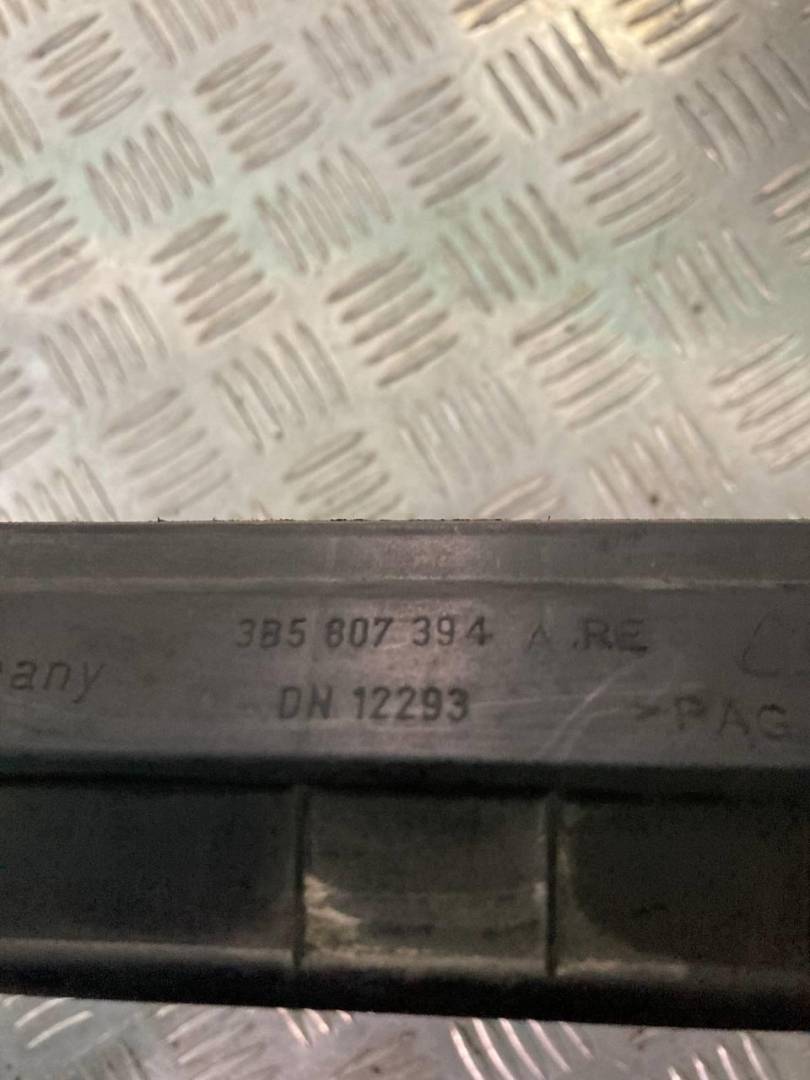 3B5 807 394 A .RE
any
DN 12293
>PAG